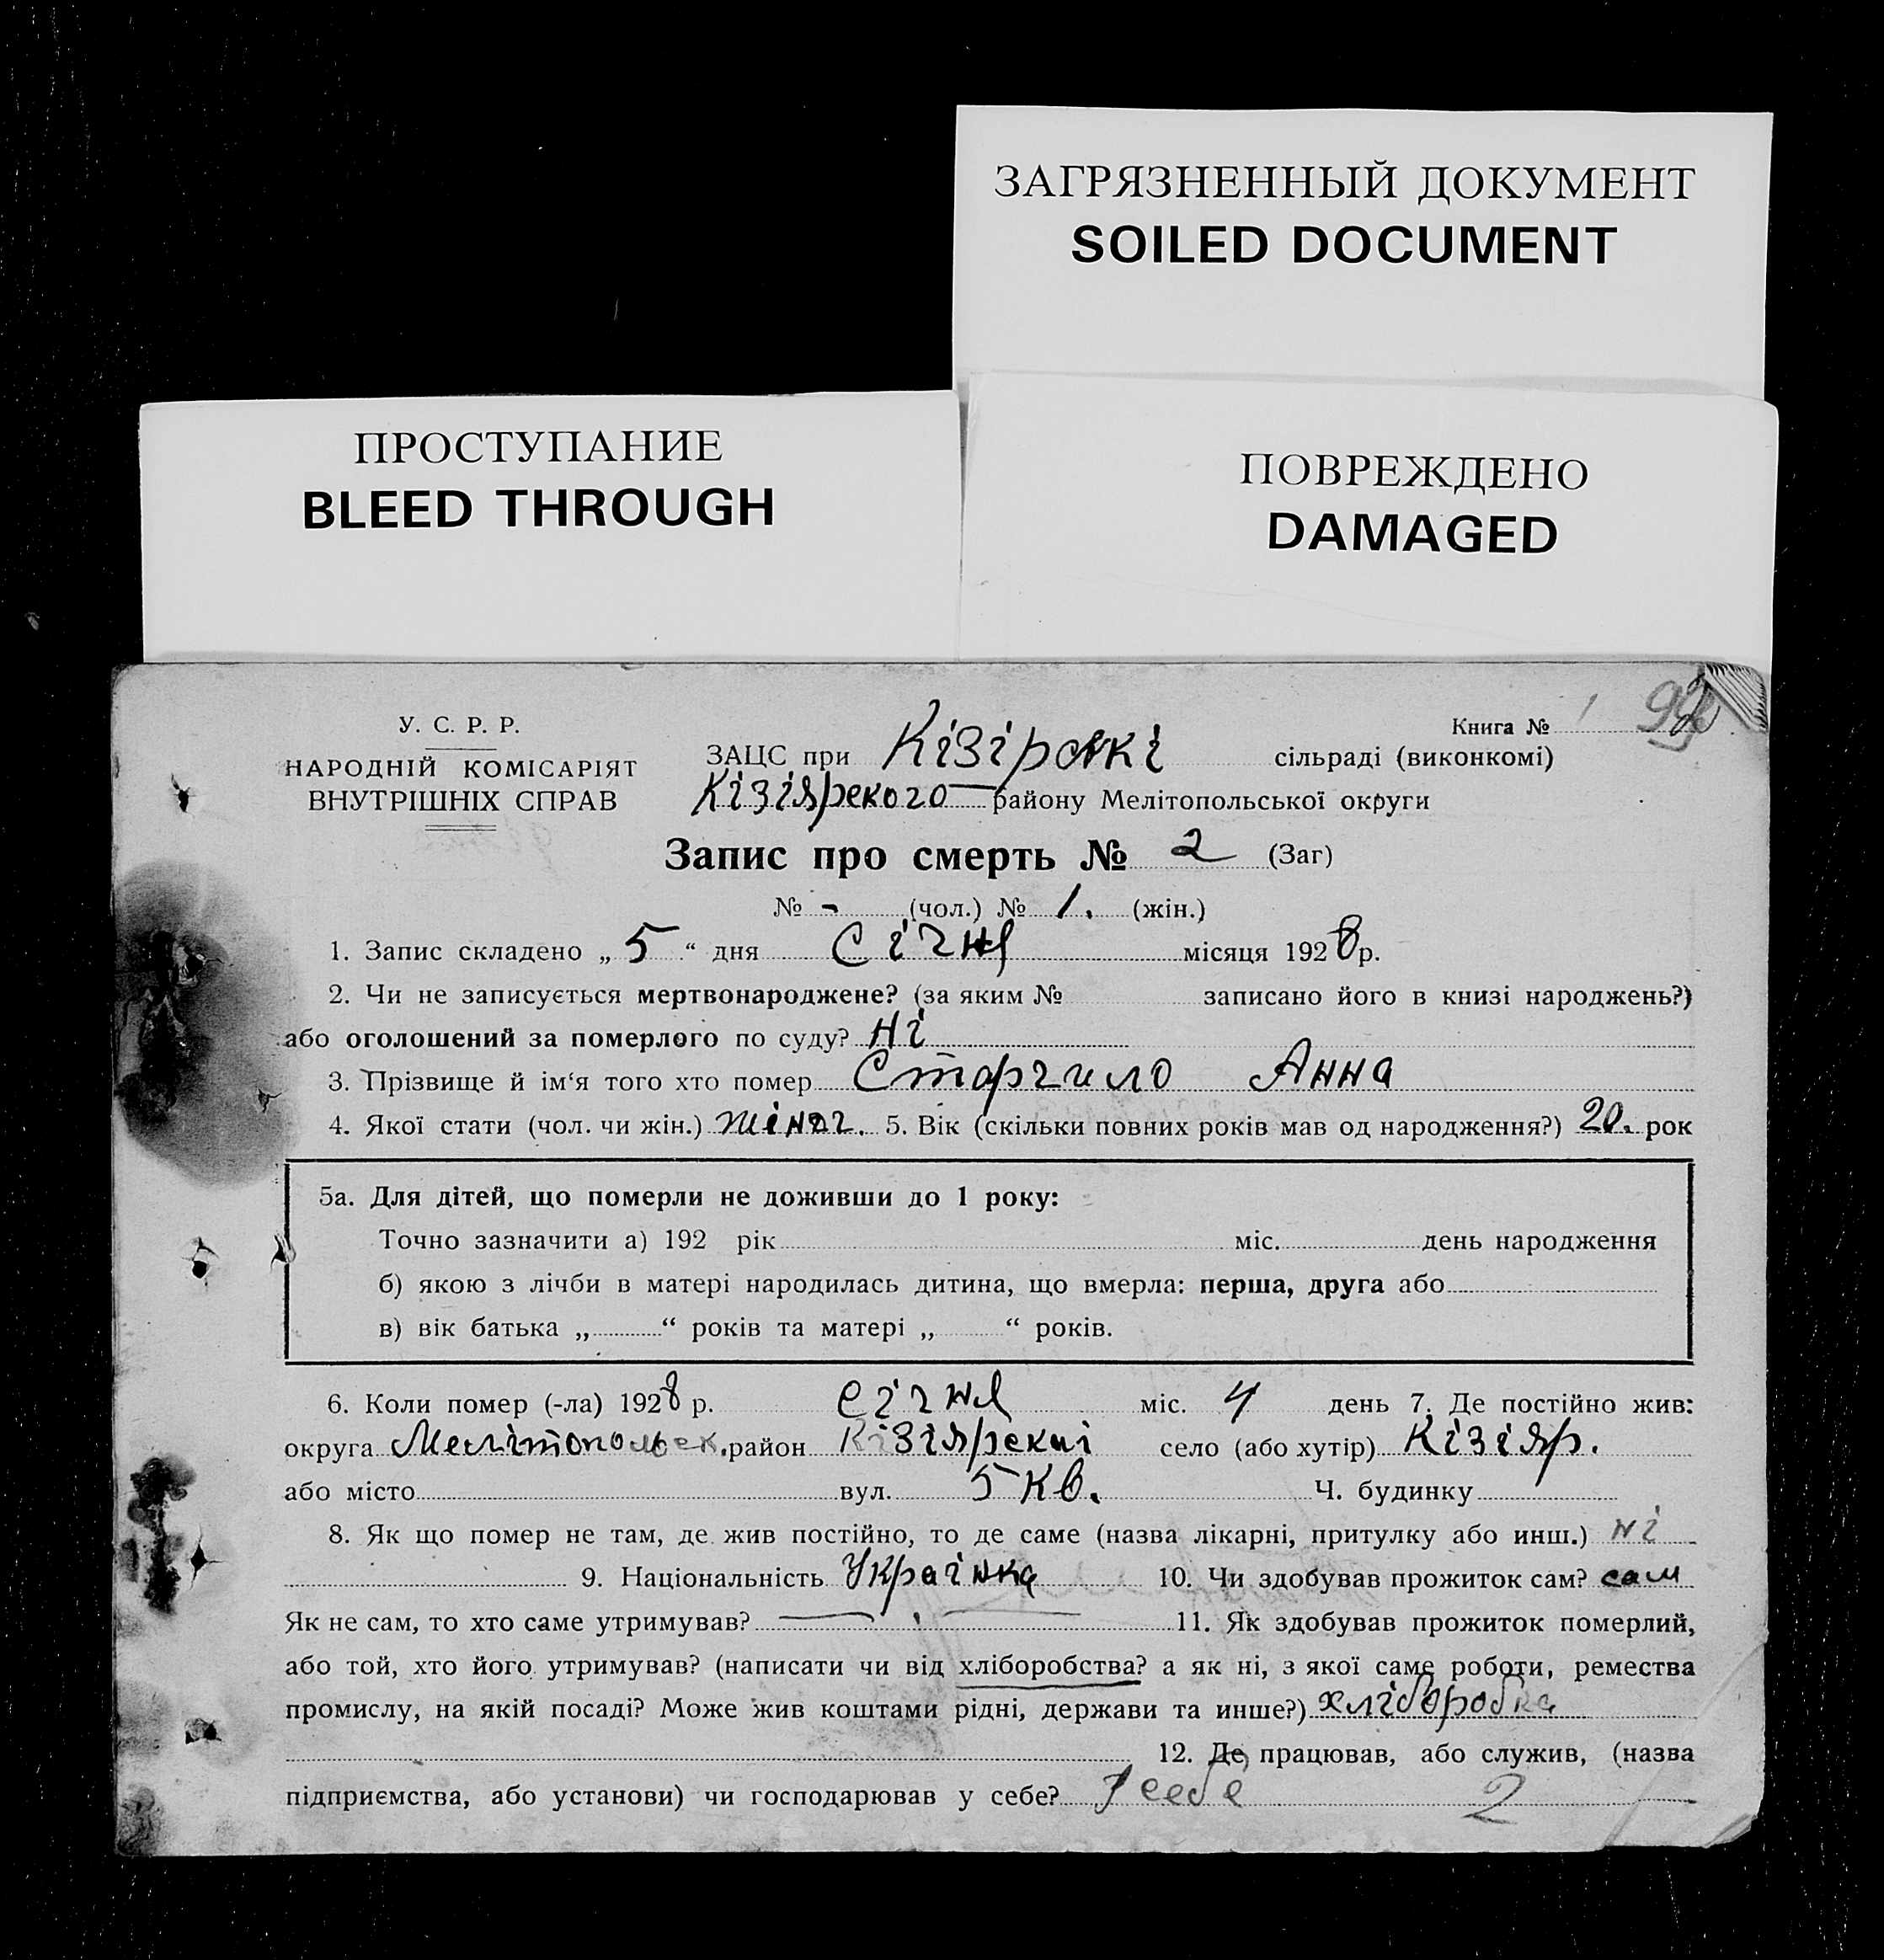 ЗАГРЯЗНЕННЫЙ ДОКУМЕНТ
SOILED DOCUMENT
ПРОСТУПАНИЕ
BLEED THROUGH
ПОВРЕЖДЕНО
DAMAGED
У. С. Р. Р.
НАРОДНІЙ КОМІСАРІЯТ
ВНУТРІШНІХ СПРАВ
Книга №
ЗАЦС при сільраді (виконкомі)
Кізіярского району Мелітопольської округи
Запис про смерть № 2 (Заг)
№ - (чол.) № 1. (жін.)
1. Запис складено „ 5 “ дня Січня місяця 1928 р.
2. Чи не записується мертвонароджене? (за яким № записано його в книзі народжень?)
або оголошений за померлого по суду? Ні
3. Прізвище й ім‘я того хто помер Сторчило Анна
4. Якої стати (чол. чи жін.) 5. Вік (скільки повних років мав од народження?) 20. рок
5а. Для дітей, що померли не доживши до 1 року:
Точно зазначити а) 192 рік міс. день народження
б) якою з лічби в матері народилась дитина, що вмерла: перша, друга або
в) вік батька „ “ років та матері „ “ років.
6. Коли помер (-ла) 1928 р. січня міс. 4 день 7. Де постійно жив:
округа Мелітопольск. район Кізіярскиі село (або хутір) Кізіяр.
або місто вул. 5 кв. Ч. будинку
8. Як що помер не там, де жив постійно, то де саме (назва лікарні, притулку або инш.) ні
9. Національність Украінка 10. Чи здобував прожиток сам? сам
Як не сам, то хто саме утримував? 11. Як здобував прожиток померлий,
або той, хто його утримував? (написати чи від хліборобства? а як ні, з якої саме роботи, ремества
промислу, на якій посаді? Може жив коштами рідні, держави та инше?) хліборобка
12. Де працював, або служив, (назва
підприємства, або установи) чи господарював у себе? У себе 2